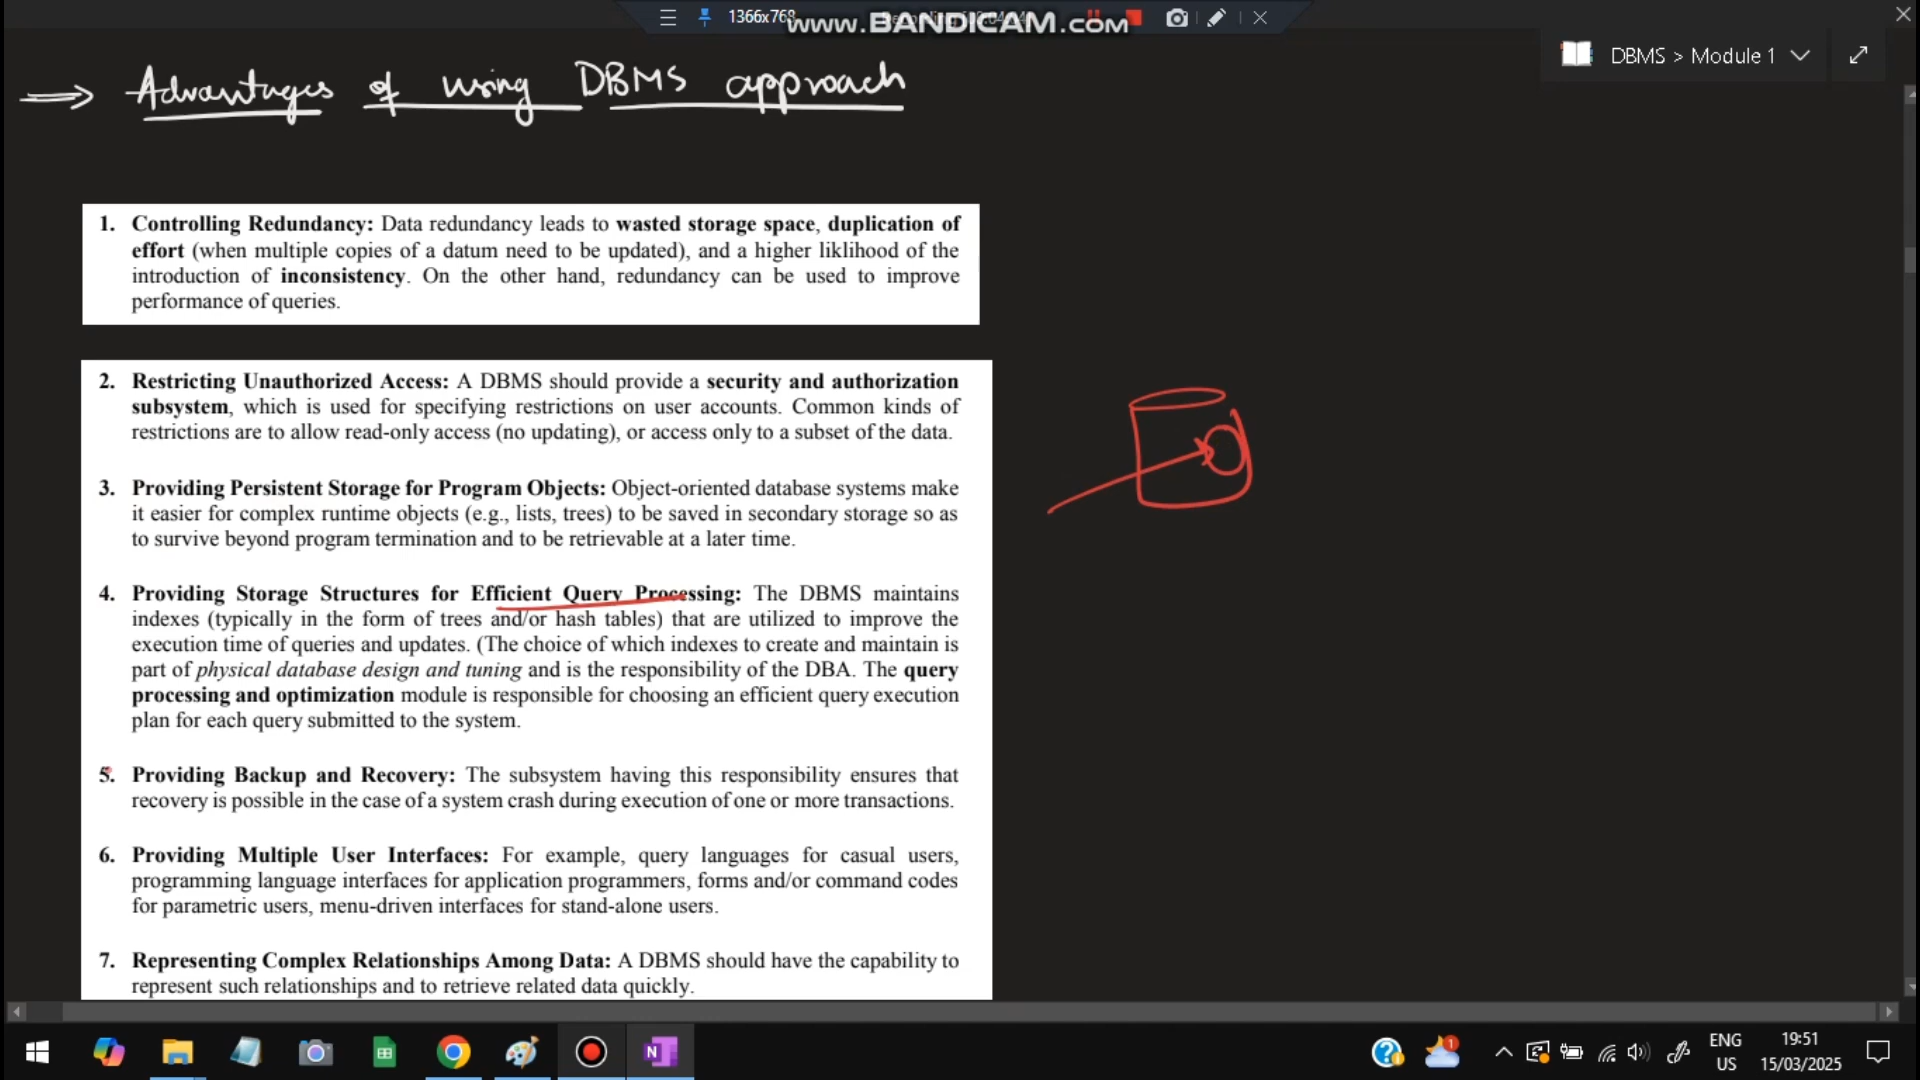 1366x768
www.BANDICAM.com
DBMS > Module 1
Advantages of using DBMS approach
1. Controlling Redundancy: Data redundancy leads to wasted storage space, duplication of
effort (when multiple copies of a datum need to be updated), and a higher liklihood of the
introduction of inconsistency. On the other hand, redundancy can be used to improve
performance of queries.
2. Restricting Unauthorized Access: A DBMS should provide a security and authorization
subsystem, which is used for specifying restrictions on user accounts. Common kinds of
restrictions are to allow read-only access (no updating), or access only to a subset of the data.
3. Providing Persistent Storage for Program Objects: Object-oriented database systems make
it easier for complex runtime objects (e.g., lists, trees) to be saved in secondary storage so as
to survive beyond program termination and to be retrievable at a later time.
4. Providing Storage Structures for Efficient Query Processing: The DBMS maintains
indexes (typically in the form of trees and/or hash tables) that are utilized to improve the
execution time of queries and updates. (The choice of which indexes to create and maintain is
part of physical database design and tuning and is the responsibility of the DBA. The query
processing and optimization module is responsible for choosing an efficient query execution
plan for each query submitted to the system.
5. Providing Backup and Recovery: The subsystem having this responsibility ensures that
recovery is possible in the case of a system crash during execution of one or more transactions.
6. Providing Multiple User Interfaces: For example, query languages for casual users,
programming language interfaces for application programmers, forms and/or command codes
for parametric users, menu-driven interfaces for stand-alone users.
7. Representing Complex Relationships Among Data: A DBMS should have the capability to
represent such relationships and to retrieve related data quickly.
ENG
US
19:51
15/03/2025